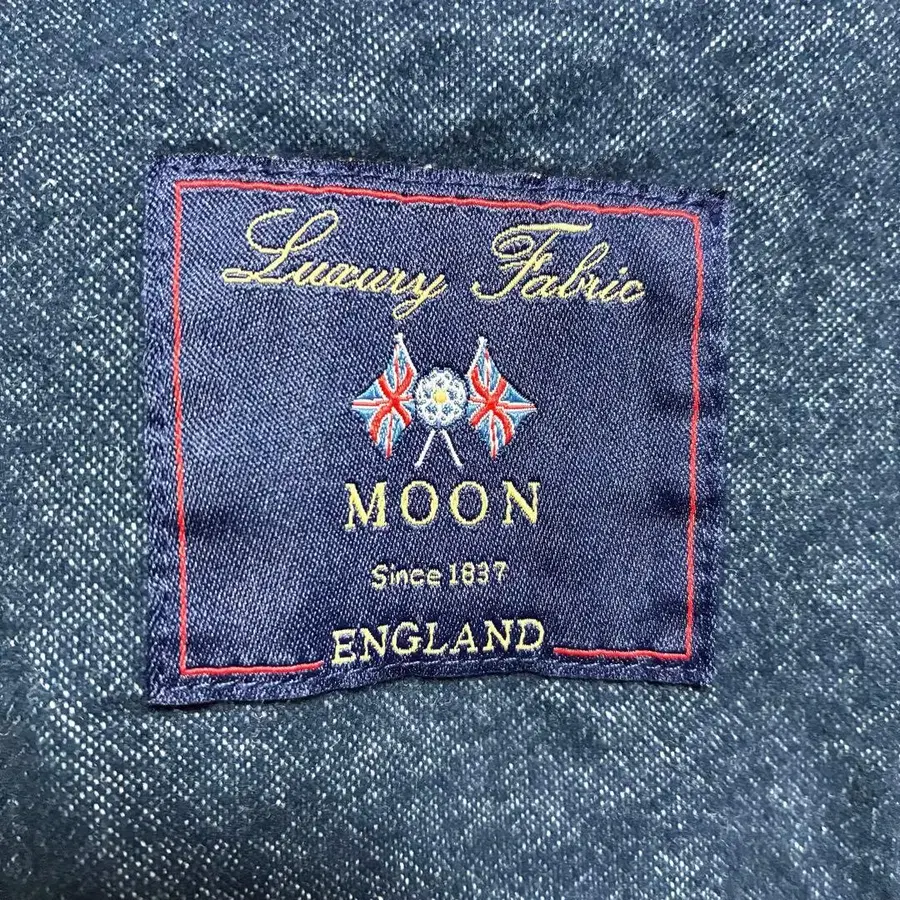 Luxury Fabric
MOON
Since 1837
ENGLAND